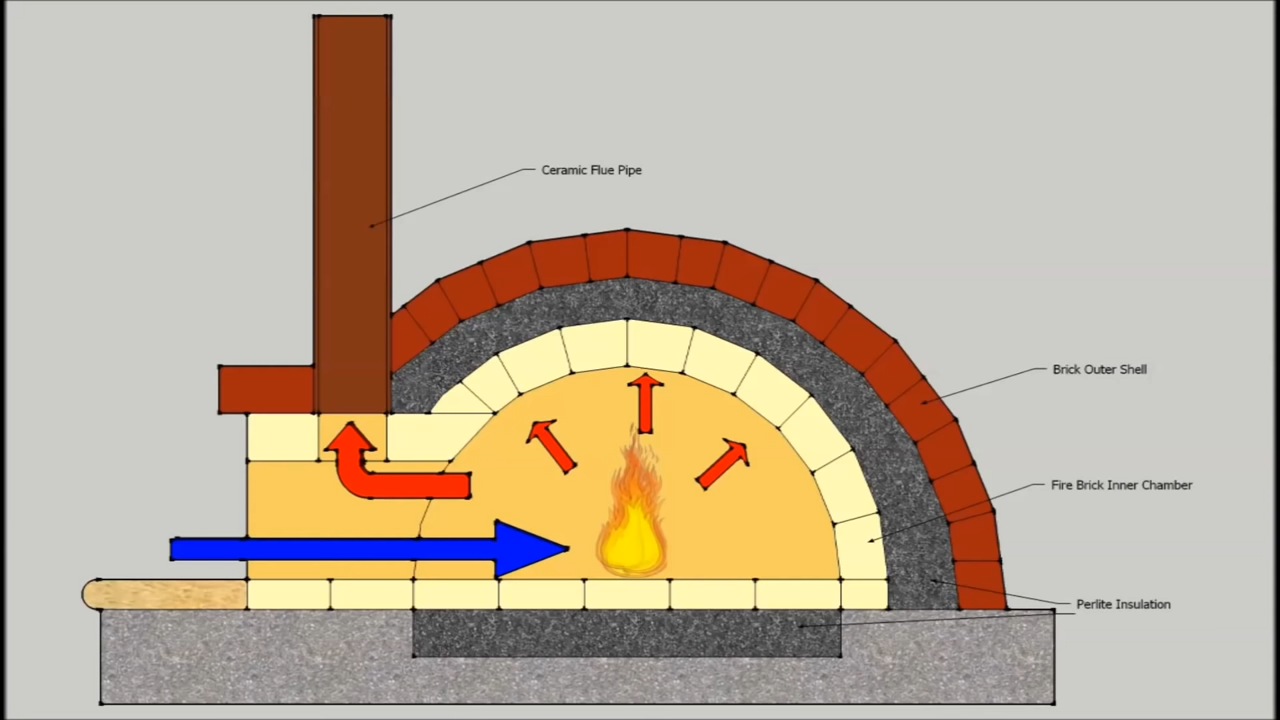 Ceramic Flue Pipe
Brick Outer Shell
Fire Brick Inner Chamber
Perlite Insulation